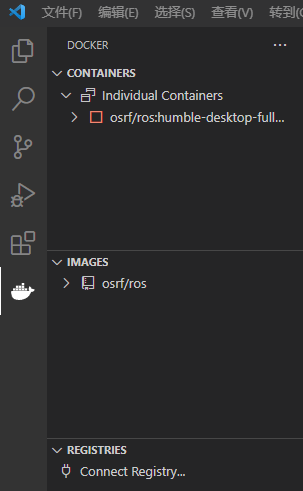 文件(F) 编辑(E) 选择(S) 查看(V) 转到(
DOCKER
CONTAINERS
Individual Containers
osrf/ros:humble-desktop-full...
IMAGES
osrf/ros
REGISTRIES
Connect Registry...